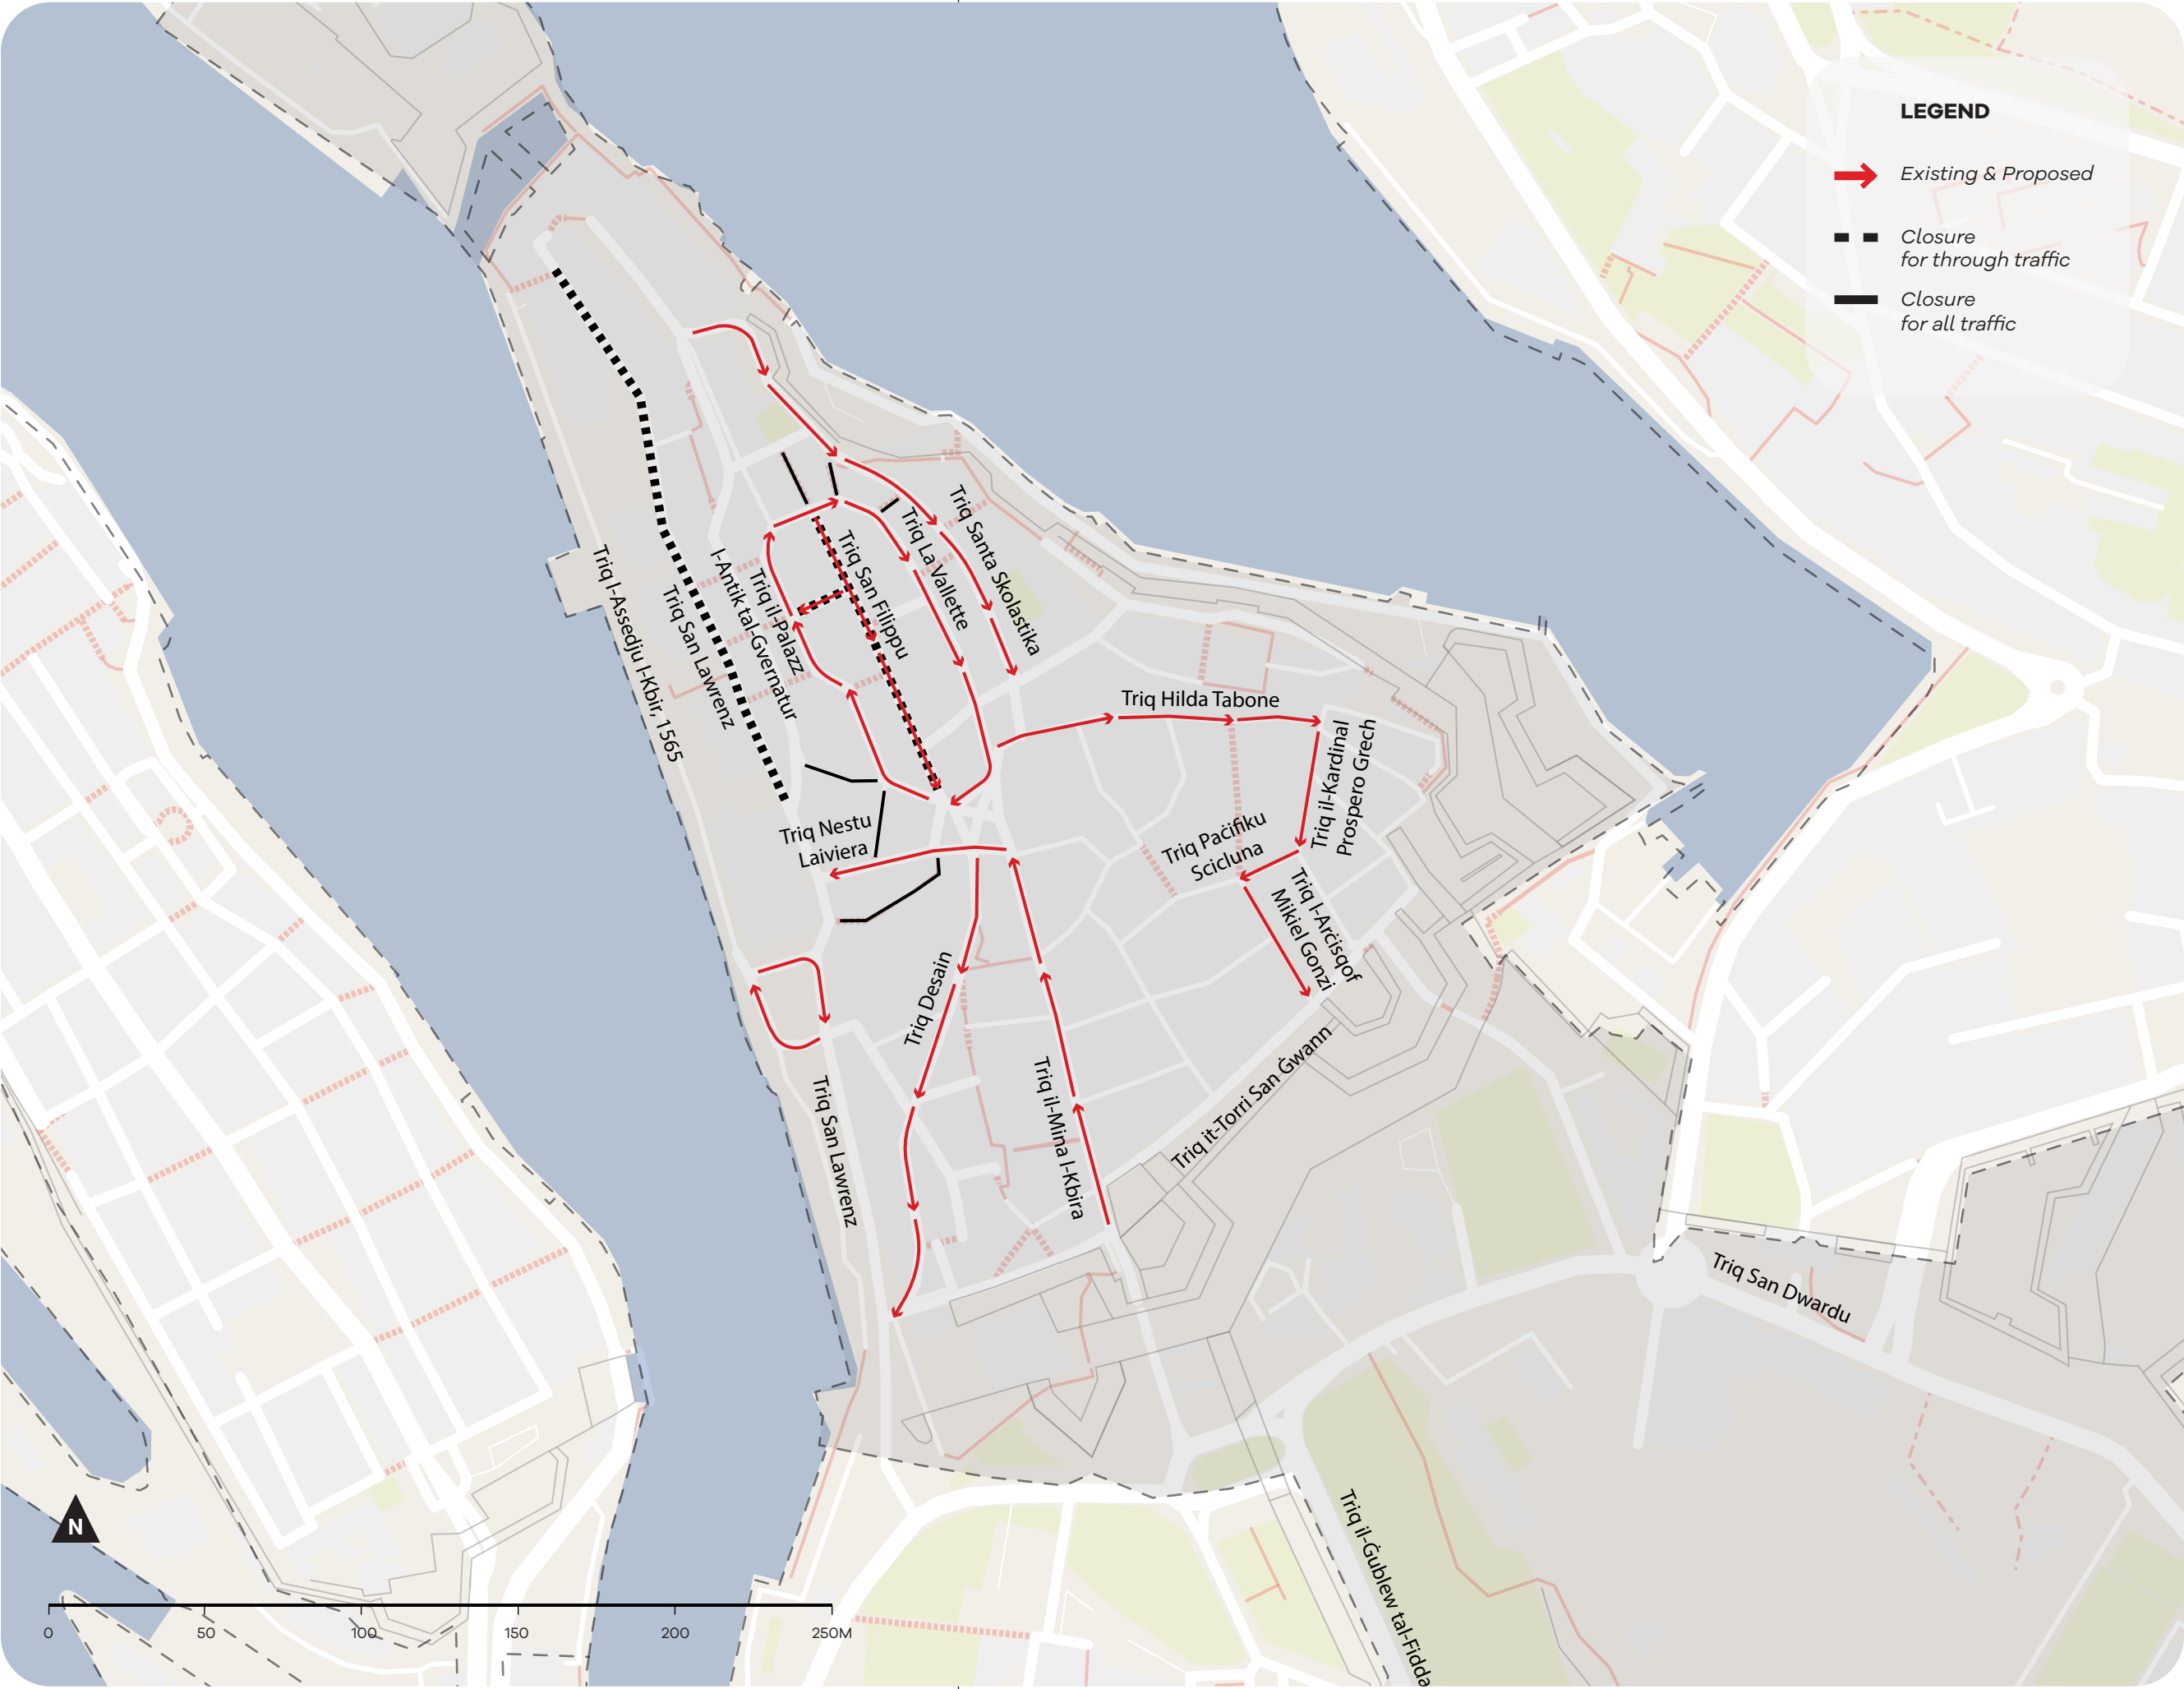 LEGEND
Existing & Proposed
Closure
for through traffic
Closure
for all traffic
Triq Santa Skolastika
Triq La Vallette
Triq San Filippu
Triq il-Palazz
l-Antik tal-Gvernatur
Triq San Lawrenz
Triq l-Assedju l-Kbir, 1565
Triq Hilda Tabone
Triq il-Kardinal
Prospero Grech
Triq Nestu
Laiviera
Triq Paċifiku
Scicluna
Triq l-Arċisqof
Mikiel Gonzi
Triq Desain
Triq San Lawrenz
Triq il-Mina l-Kbira
Triq it-Torri San Ġwann
Triq San Dwardu
Triq il-Ġublew tal-Fidda
N
0 50 100 150 200 250M